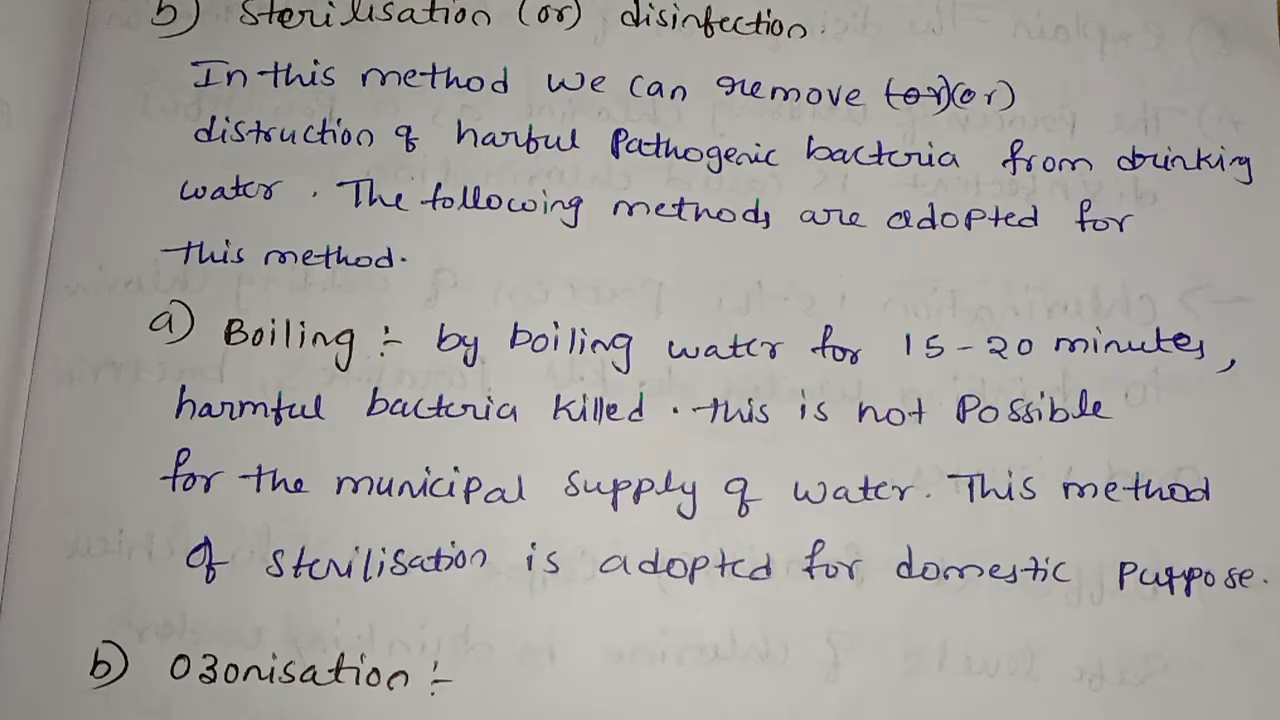 b) Sterilisation (or) disinfection.
In this method we can remove (or)(or)
distruction of harful Pathogenic bacteria from drinking
water. The following methods are adopted for
this method.
a) Boiling :- by boiling water for 15-20 minutes,
harmful bacteria killed. this is not Possible
for the municipal supply of water. This method
of sterilisation is adopted for domestic purpose.
b) Ozonisation :-